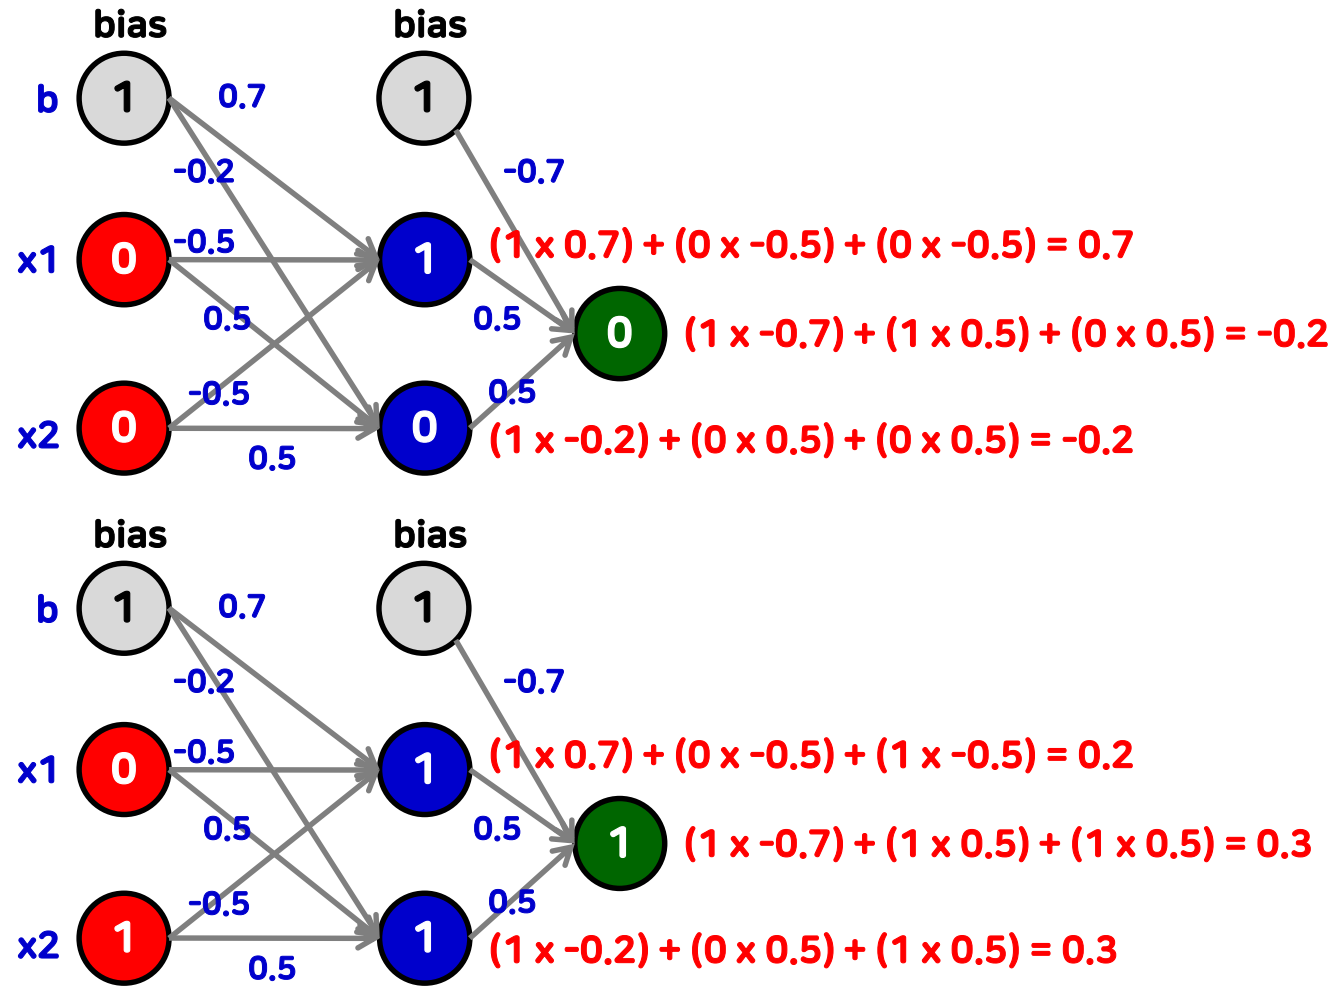 bias bias
b 1 0.7 1
-0.2 -0.7
x1 0 -0.5 1 (1 x 0.7) + (0 x -0.5) + (0 x -0.5) = 0.7
0.5 0.5 0 (1 x -0.7) + (1 x 0.5) + (0 x 0.5) = -0.2
-0.5 0.5
x2 0 0 (1 x -0.2) + (0 x 0.5) + (0 x 0.5) = -0.2
0.5
bias bias
b 1 0.7 1
-0.2 -0.7
x1 0 -0.5 1 (1 x 0.7) + (0 x -0.5) + (1 x -0.5) = 0.2
0.5 0.5 1 (1 x -0.7) + (1 x 0.5) + (1 x 0.5) = 0.3
-0.5 0.5
x2 1 1 (1 x -0.2) + (0 x 0.5) + (1 x 0.5) = 0.3
0.5